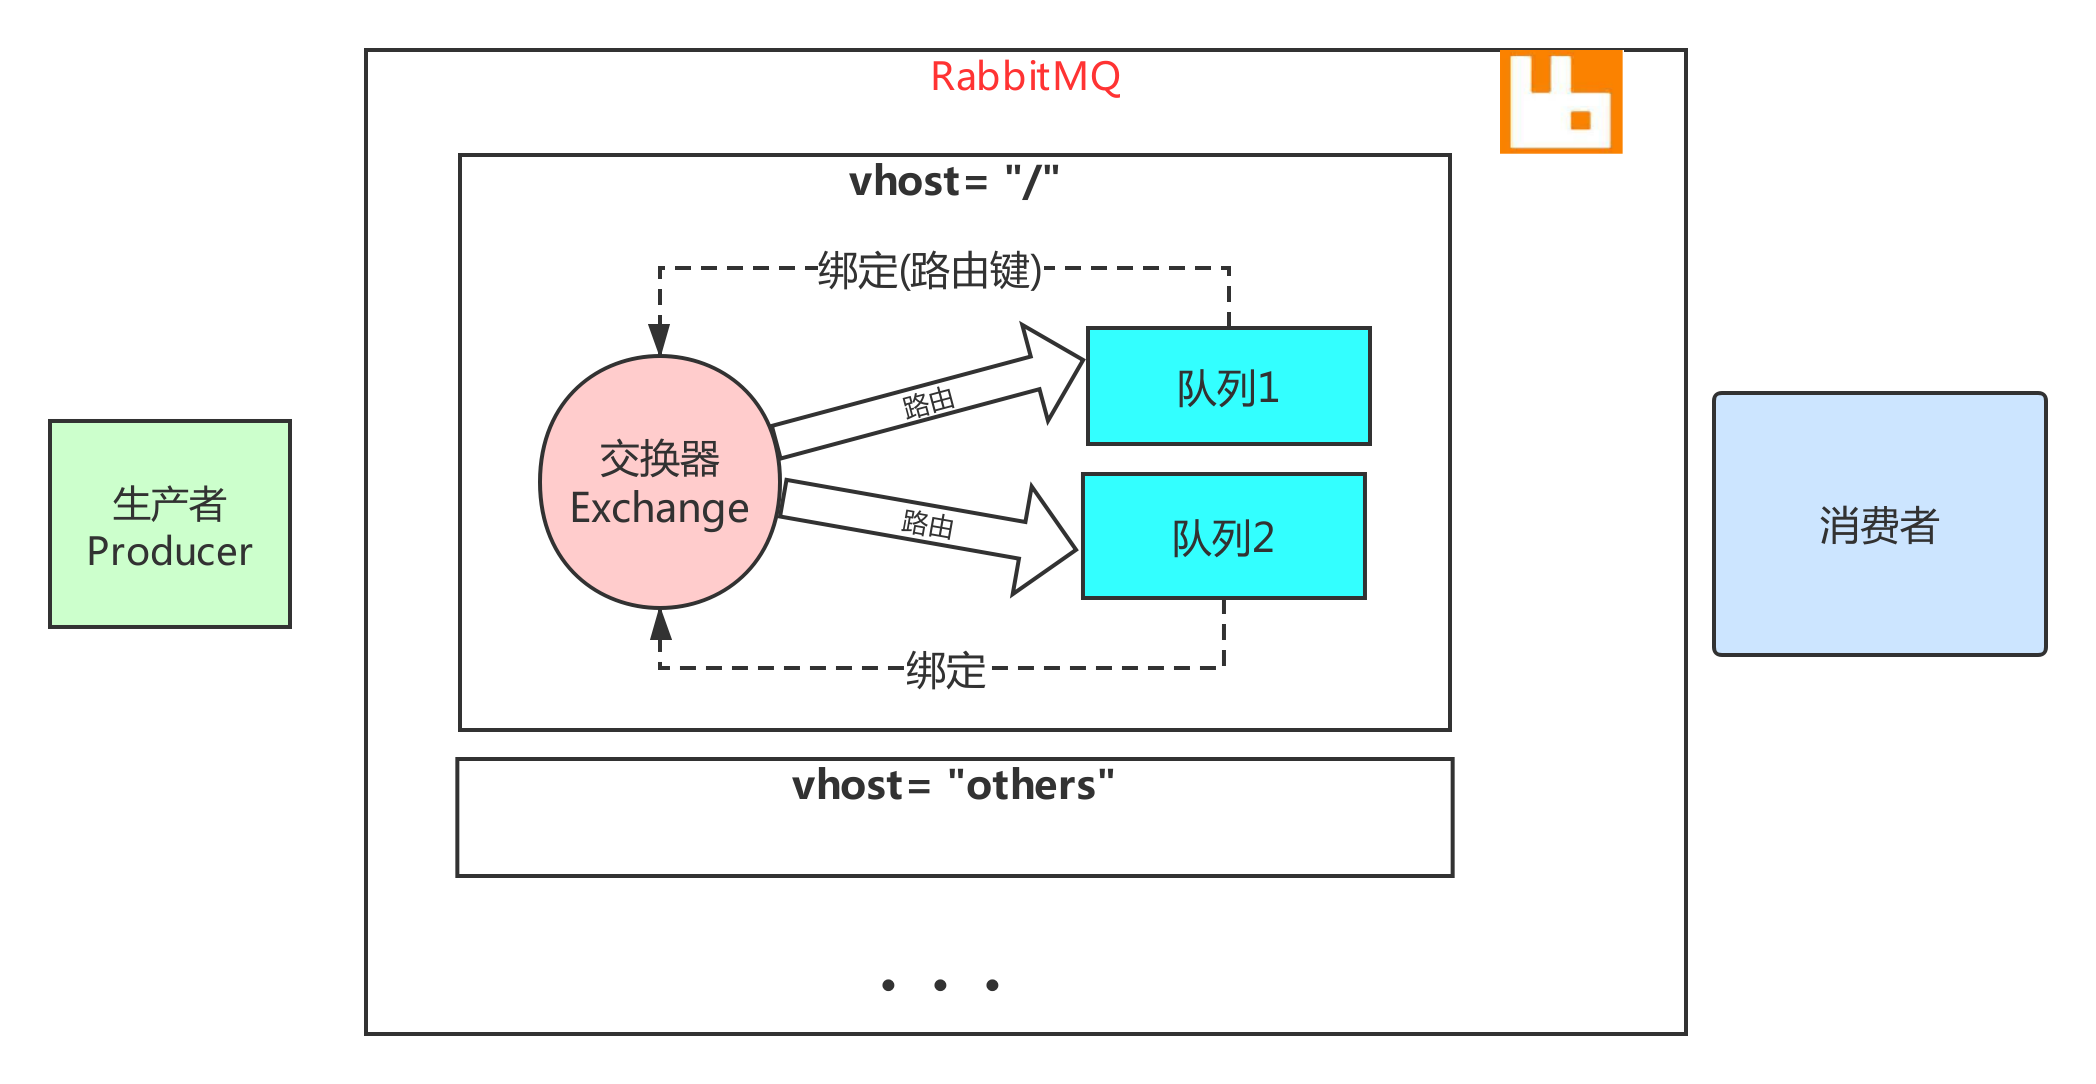 RabbitMQ
vhost= "/"
绑定(路由键)
路由
队列1
交换器
Exchange
生产者
Producer
路由
队列2
消费者
绑定
vhost= "others"
• • •